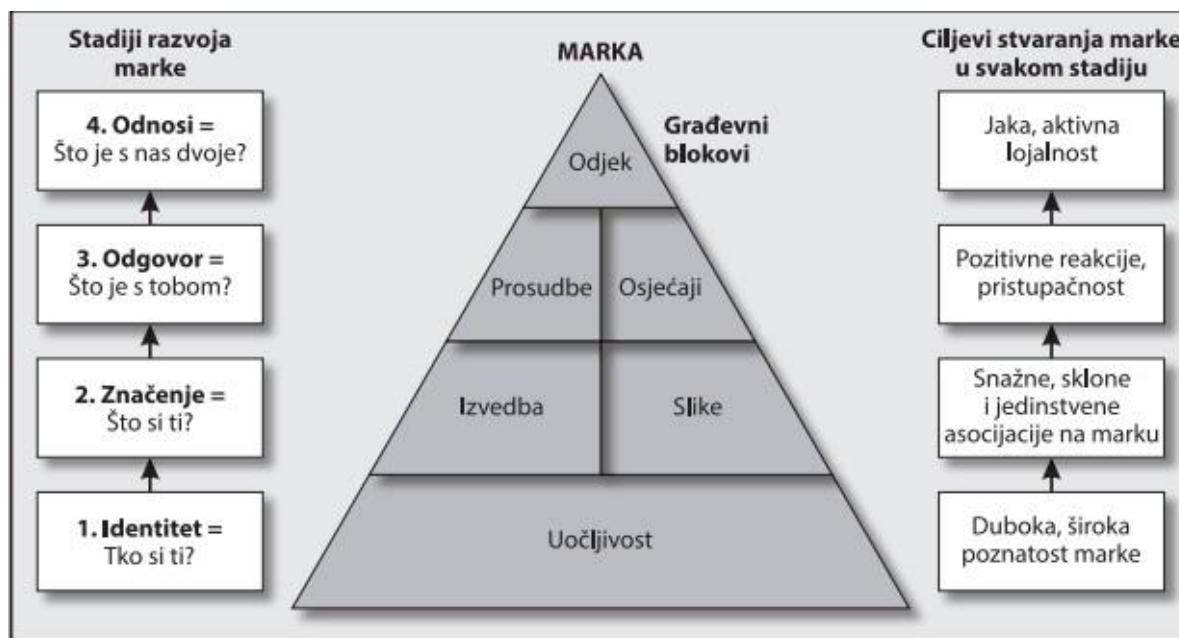 Stadiji razvoja
marke
4. Odnosi =
Što je s nas dvoje?
3. Odgovor =
Što je s tobom?
2. Značenje =
Što si ti?
1. Identitet =
Tko si ti?
MARKA
Građevni
blokovi
Odjek
Prosudbe
Osjećaji
Izvedba
Slike
Uočljivost
Ciljevi stvaranja marke
u svakom stadiju
Jaka, aktivna
lojalnost
Pozitivne reakcije,
pristupačnost
Snažne, sklone
i jedinstvene
asocijacije na marku
Duboka, široka
poznatost marke